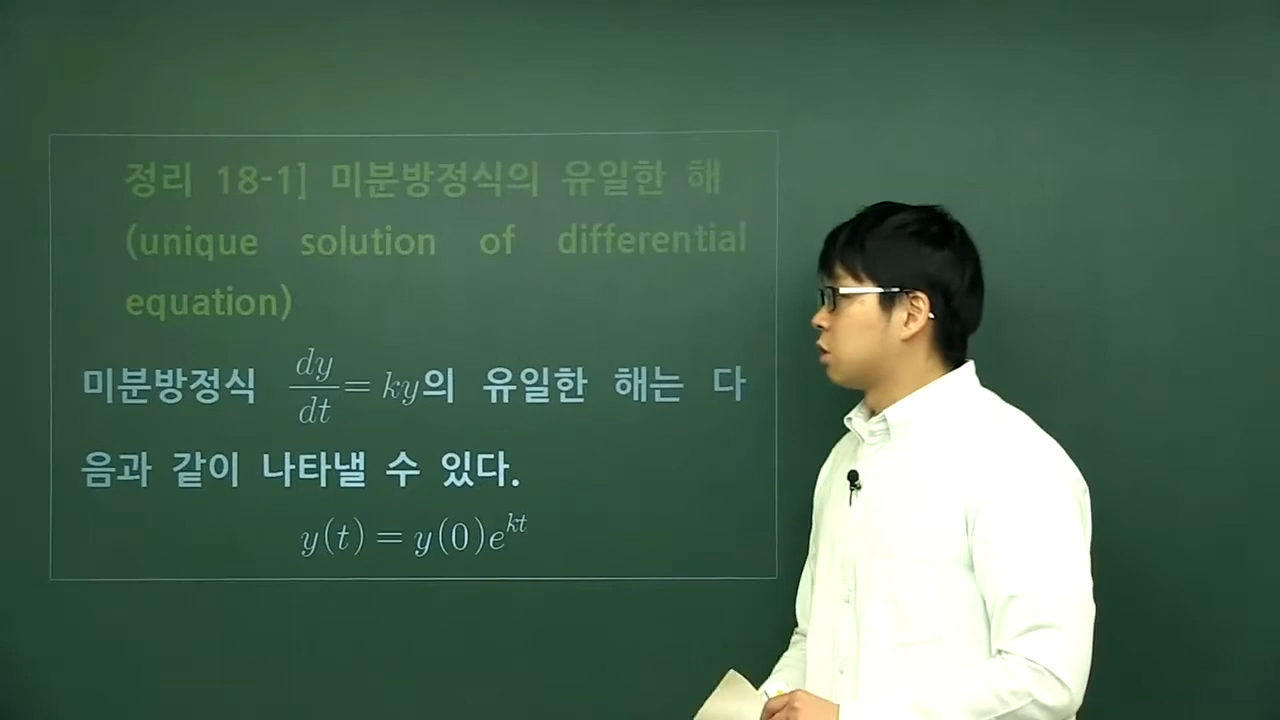 정리 18-1] 미분방정식의 유일한 해
(unique solution of differential
equation)
미분방정식 dy/dt = ky의 유일한 해는 다
음과 같이 나타낼 수 있다.
y(t) = y(0)e^{kt}